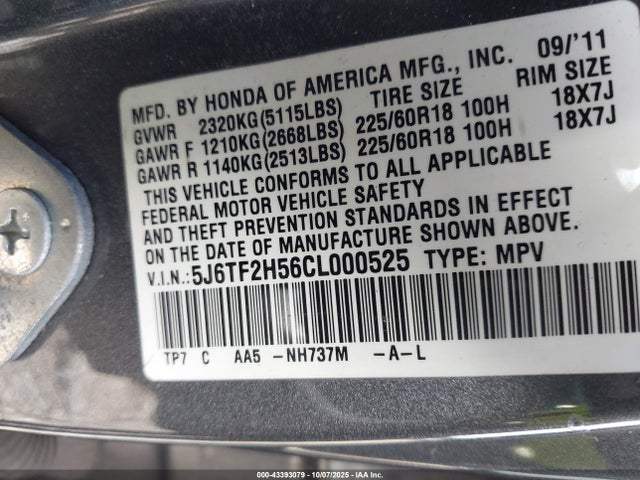 MFD. BY HONDA OF AMERICA MFG., INC. 09/'11
GVWR 2320KG(5115LBS) TIRE SIZE RIM SIZE
GAWR F 1210KG(2668LBS) 225/60R18 100H 18X7J
GAWR R 1140KG(2513LBS) 225/60R18 100H 18X7J
THIS VEHICLE CONFORMS TO ALL APPLICABLE
FEDERAL MOTOR VEHICLE SAFETY
AND THEFT PREVENTION STANDARDS IN EFFECT
ON THE DATE OF MANUFACTURE SHOWN ABOVE.
V.I.N.:5J6TF2H56CL000525 TYPE: MPV
TP7 C AA5 -NH737M -A-L
000-43393079 - 10/07/2025 - IAA Inc.